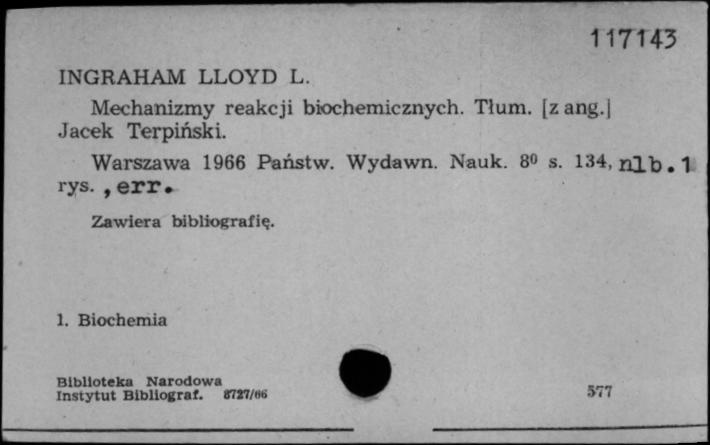 117143
INGRAHAM LLOYD L.
Mechanizmy reakcji biochemicznych. Tłum. [z ang.]
Jacek Terpiński.
Warszawa 1966 Państw. Wydawn. Nauk. 8⁰ s. 134, nlb.1
rys. , err.
Zawiera bibliografię.
1. Biochemia
Biblioteka Narodowa
Instytut Bibliograf. 8727/66
577